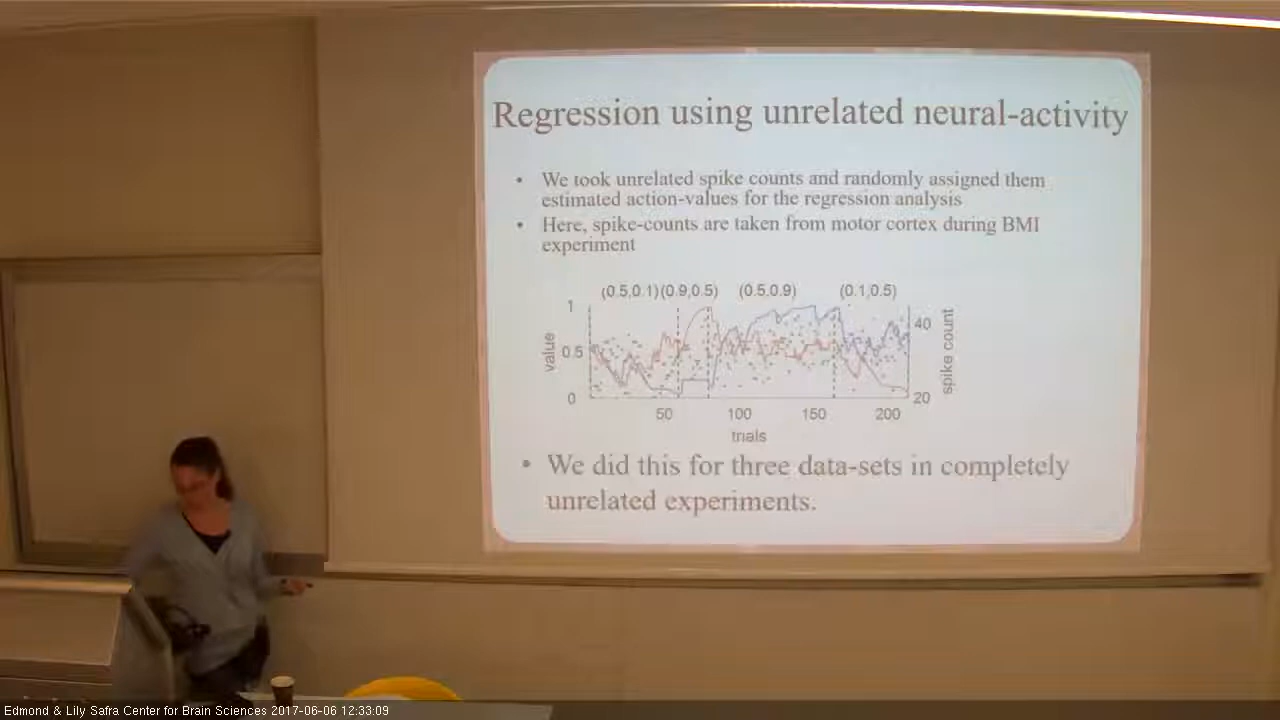 Regression using unrelated neural-activity
• We took unrelated spike counts and randomly assigned them
estimated action-values for the regression analysis
• Here, spike-counts are taken from motor cortex during BMI
experiment
(0.5,0.1)(0.9,0.5) (0.5,0.9) (0.1,0.5)
1
0.5
0
value
40
20
spike count
50 100 150 200
trials
• We did this for three data-sets in completely
unrelated experiments.
Edmond & Lily Safra Center for Brain Sciences 2017-06-06 12:33:09